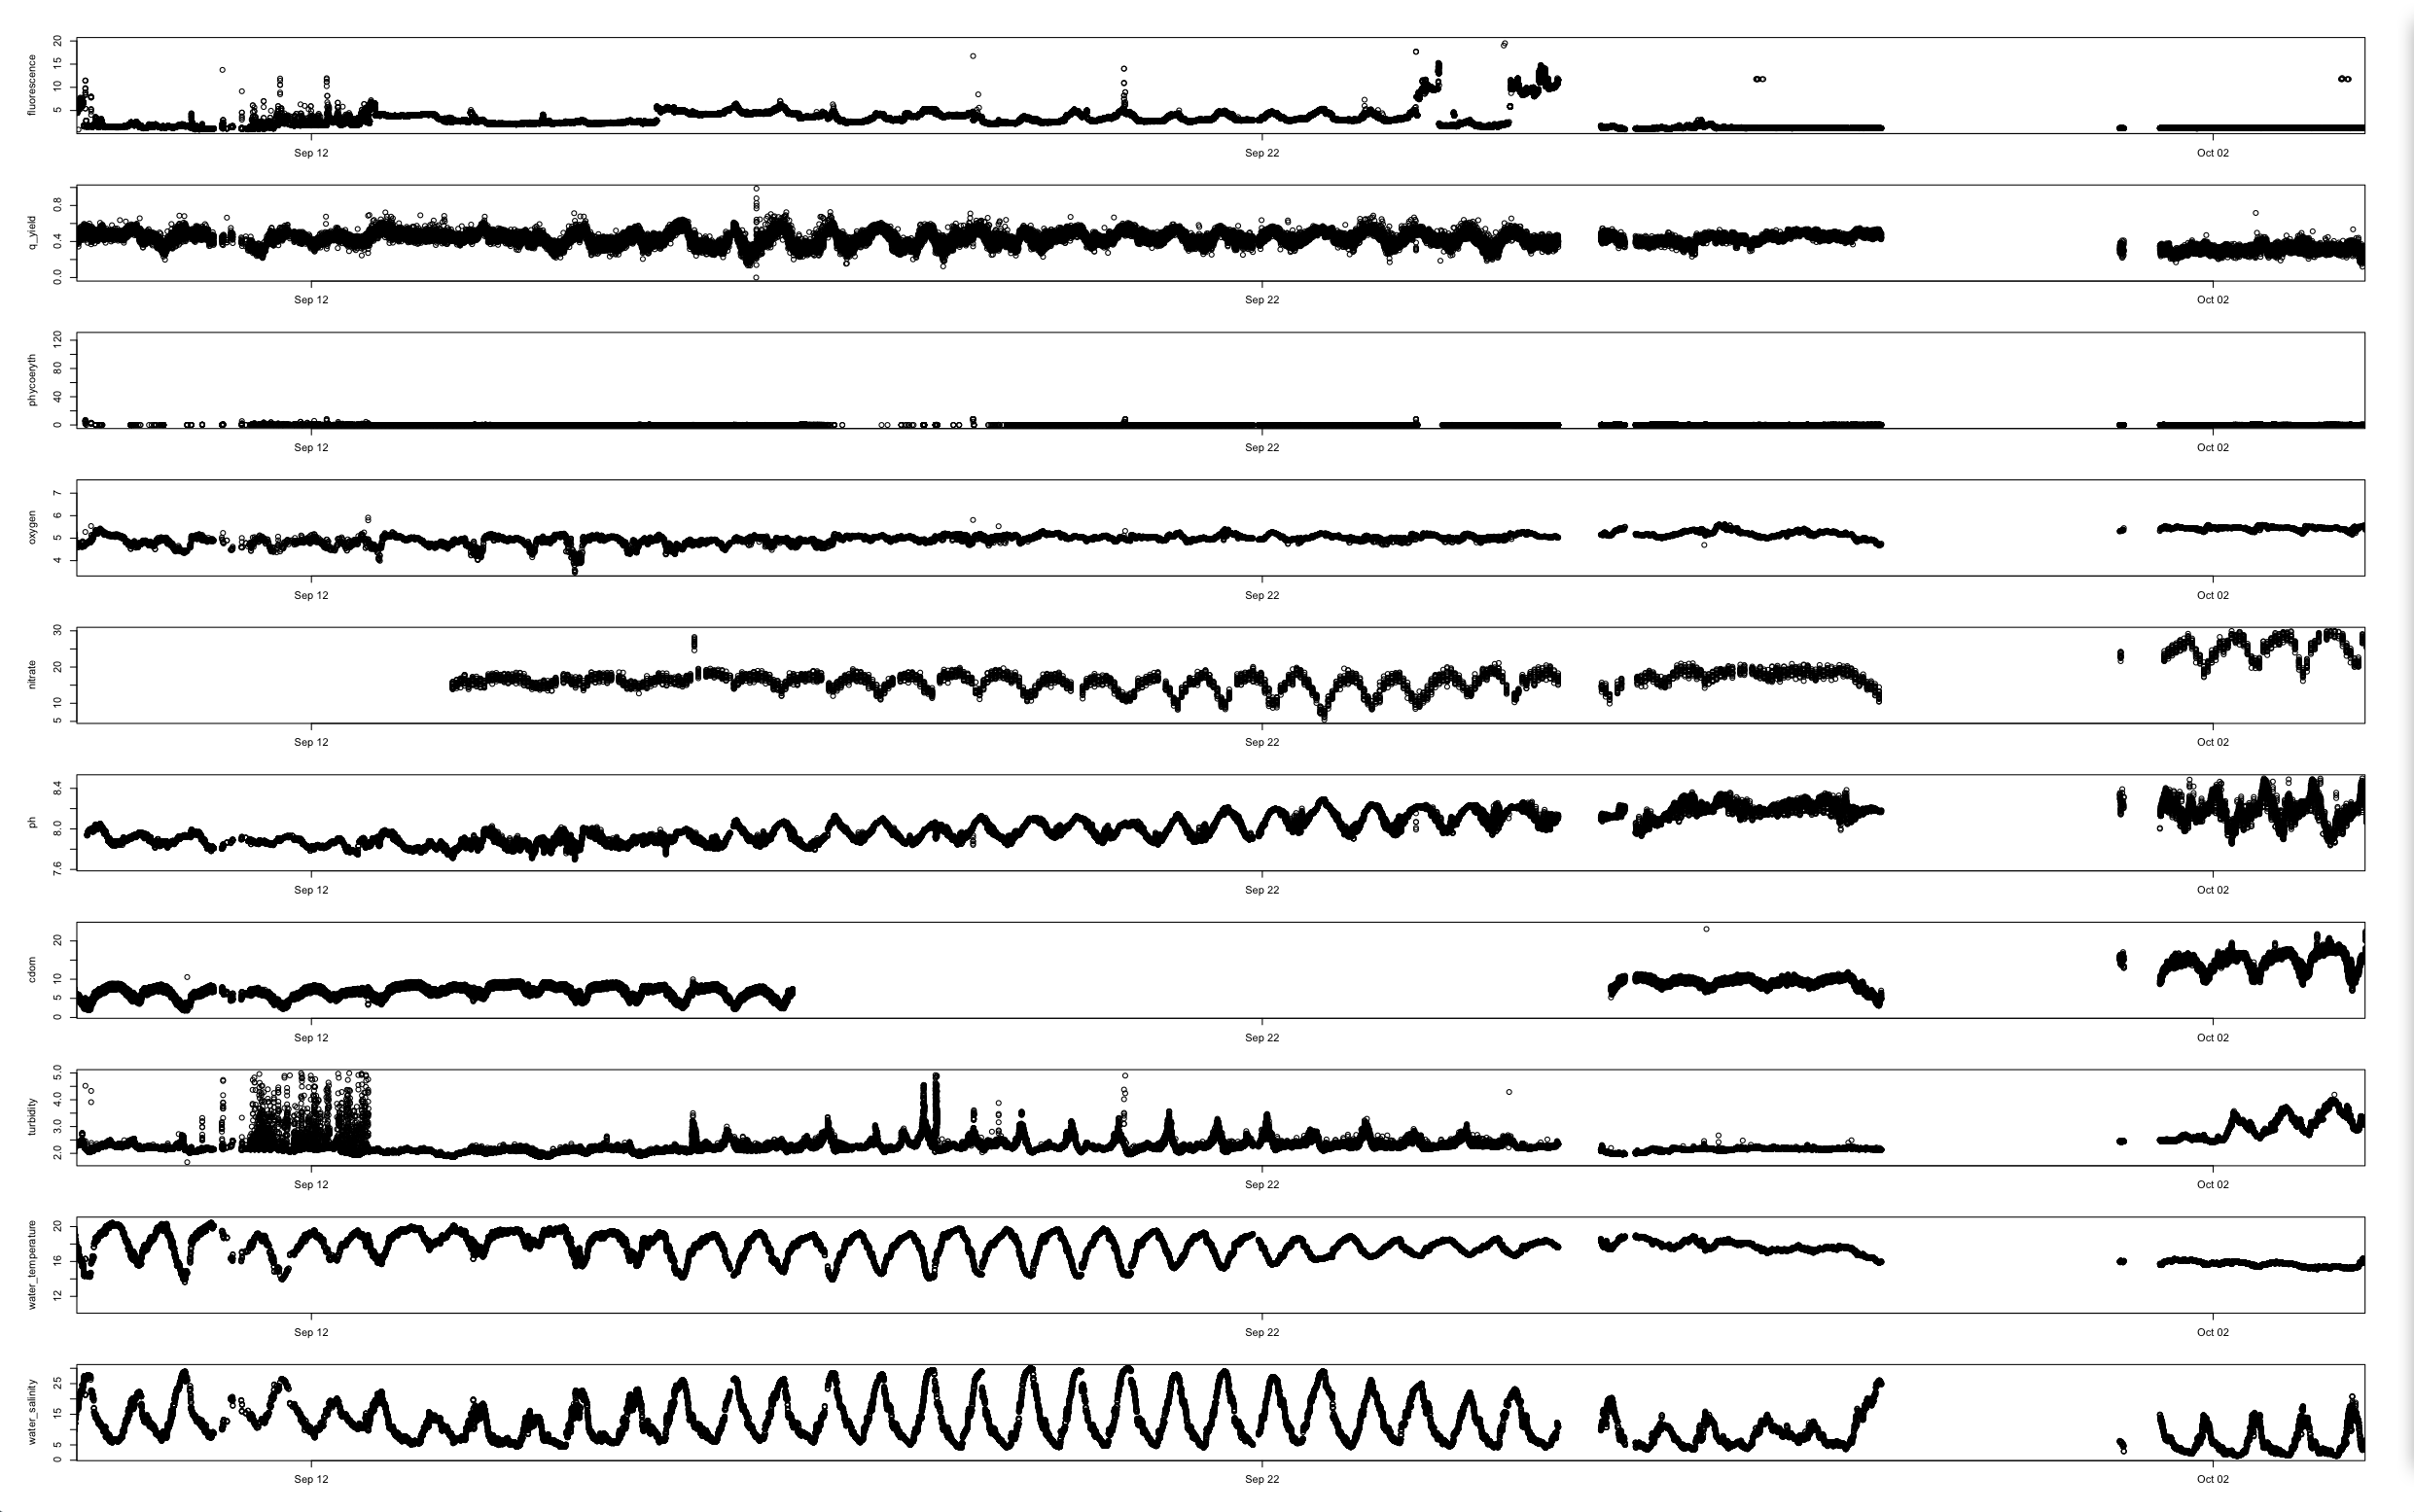 fluorescence
5 10 15 20
Sep 12 Sep 22 Oct 02
q_yield
0.0 0.4 0.8
Sep 12 Sep 22 Oct 02
phycoeryth
0 40 80 120
Sep 12 Sep 22 Oct 02
oxygen
4 5 6 7
Sep 12 Sep 22 Oct 02
nitrate
5 10 20 30
Sep 12 Sep 22 Oct 02
ph
7.6 8.0 8.4
Sep 12 Sep 22 Oct 02
cdom
0 5 10 20
Sep 12 Sep 22 Oct 02
turbidity
2.0 3.0 4.0 5.0
Sep 12 Sep 22 Oct 02
water_temperature
12 16 20
Sep 12 Sep 22 Oct 02
water_salinity
0 5 15 25
Sep 12 Sep 22 Oct 02